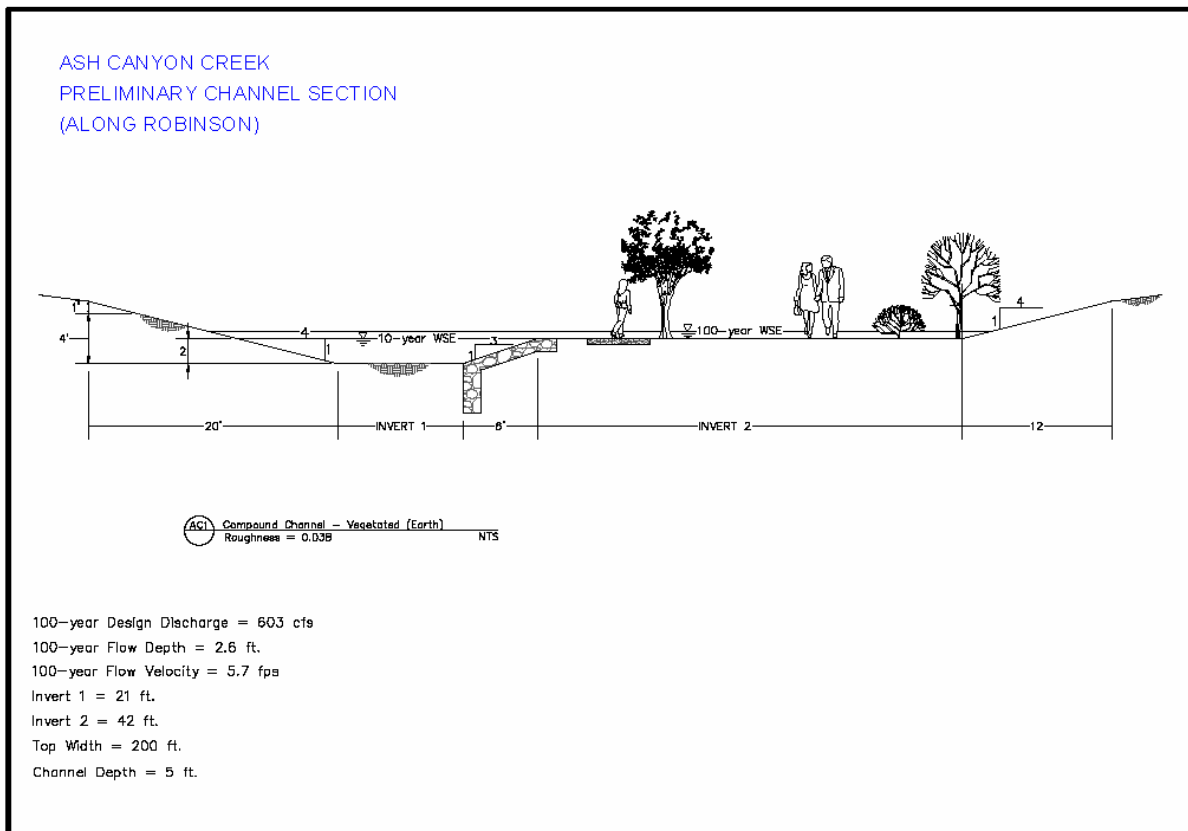 ASH CANYON CREEK
PRELIMINARY CHANNEL SECTION
(ALONG ROBINSON)
1'
4'
2
4
1
10-year WSE
1
3
100-year WSE
1
4
20'
INVERT 1
6'
INVERT 2
12
AC1 Compound Channel - Vegetated (Earth)
Roughness = 0.038 NTS
100-year Design Discharge = 603 cfs
100-year Flow Depth = 2.6 ft.
100-year Flow Velocity = 5.7 fps
Invert 1 = 21 ft.
Invert 2 = 42 ft.
Top Width = 200 ft.
Channel Depth = 5 ft.